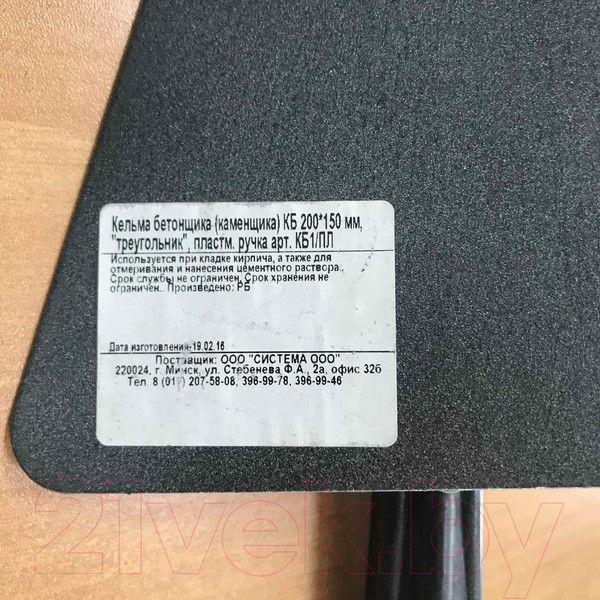 Кельма бетонщика (каменщика) КБ 200*150 мм,
"треугольник", пластм. ручка арт. КБ1/ПЛ
Используется при кладке кирпича, а также для
отмеривания и нанесения цементного раствора.
Срок службы не ограничен. Срок хранения не
ограничен.. Произведено: РБ
Дата изготовления-19.02.16
Поставщик: ООО "СИСТЕМА ООО"
220024, г. Минск, ул. Стебенева Ф.А., 2а, офис 32б
Тел. 8 (017) 207-58-08, 396-99-78, 396-99-46
21vek.by